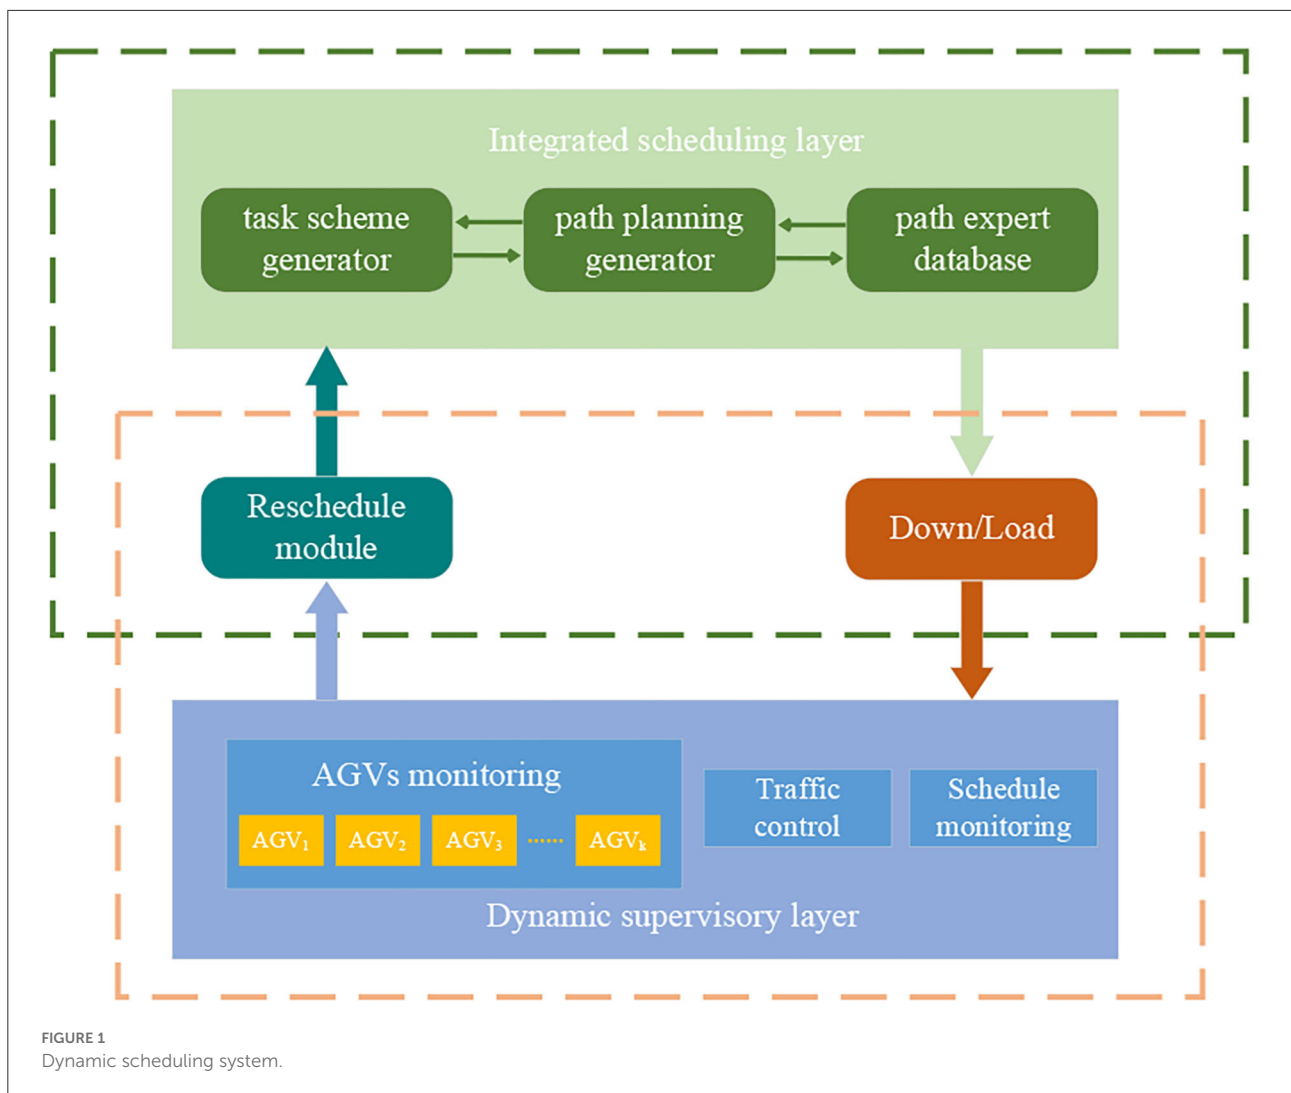 Integrated scheduling layer
task scheme
generator
path planning
generator
path expert
database
Reschedule
module
Down/Load
AGVs monitoring
AGV₁ AGV₂ AGV₃ ...... AGVₖ
Traffic
control
Schedule
monitoring
Dynamic supervisory layer
FIGURE 1
Dynamic scheduling system.